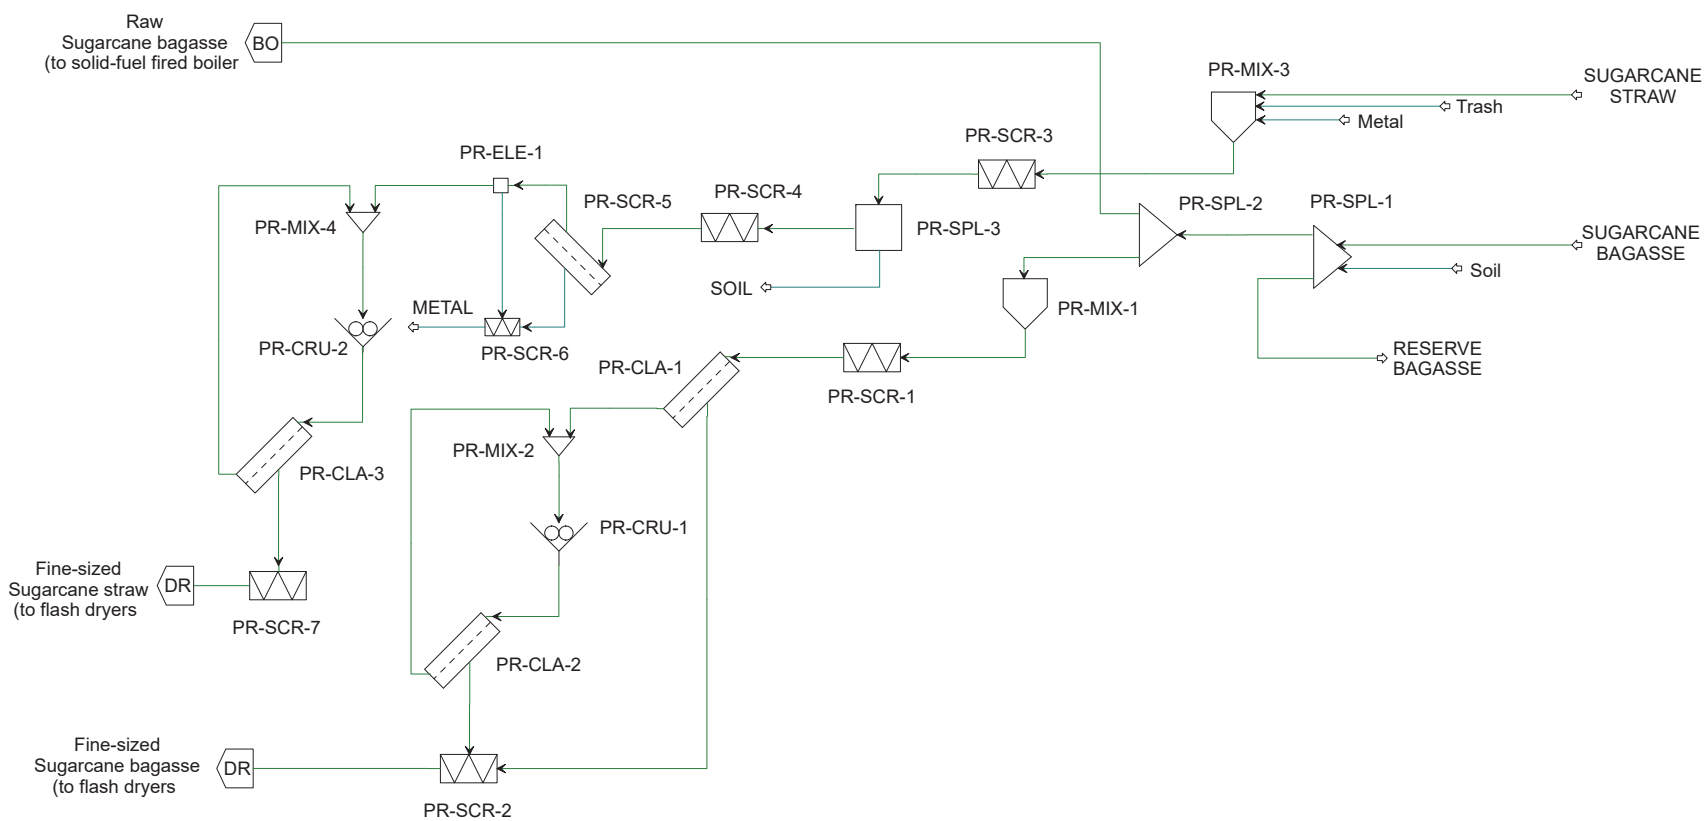 Raw
Sugarcane bagasse
(to solid-fuel fired boiler
BO
PR-MIX-3
SUGARCANE
STRAW
Trash
Metal
PR-SCR-3
PR-ELE-1
PR-SCR-4
PR-SCR-5
PR-MIX-4
PR-SPL-3
PR-SPL-2
PR-SPL-1
SUGARCANE
BAGASSE
Soil
SOIL
METAL
PR-MIX-1
PR-CRU-2
PR-SCR-6
RESERVE
BAGASSE
PR-CLA-1
PR-SCR-1
PR-MIX-2
PR-CLA-3
PR-CRU-1
Fine-sized
Sugarcane straw
(to flash dryers
DR
PR-SCR-7
PR-CLA-2
Fine-sized
Sugarcane bagasse
(to flash dryers
DR
PR-SCR-2